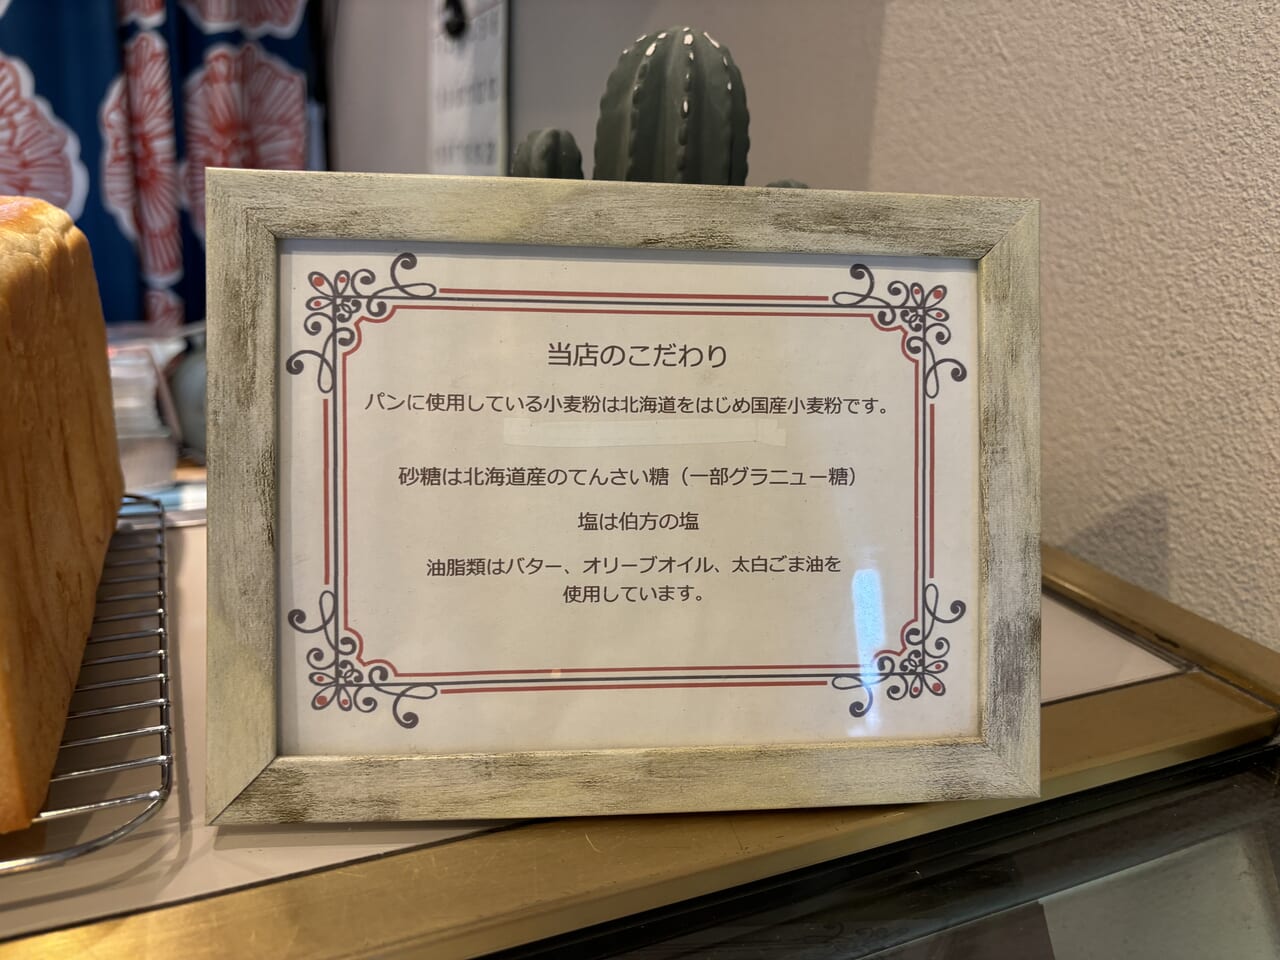 当店のこだわり
パンに使用している小麦粉は北海道をはじめ国産小麦粉です。
砂糖は北海道産のてんさい糖（一部グラニュー糖）
塩は伯方の塩
油脂類はバター、オリーブオイル、太白ごま油を
使用しています。